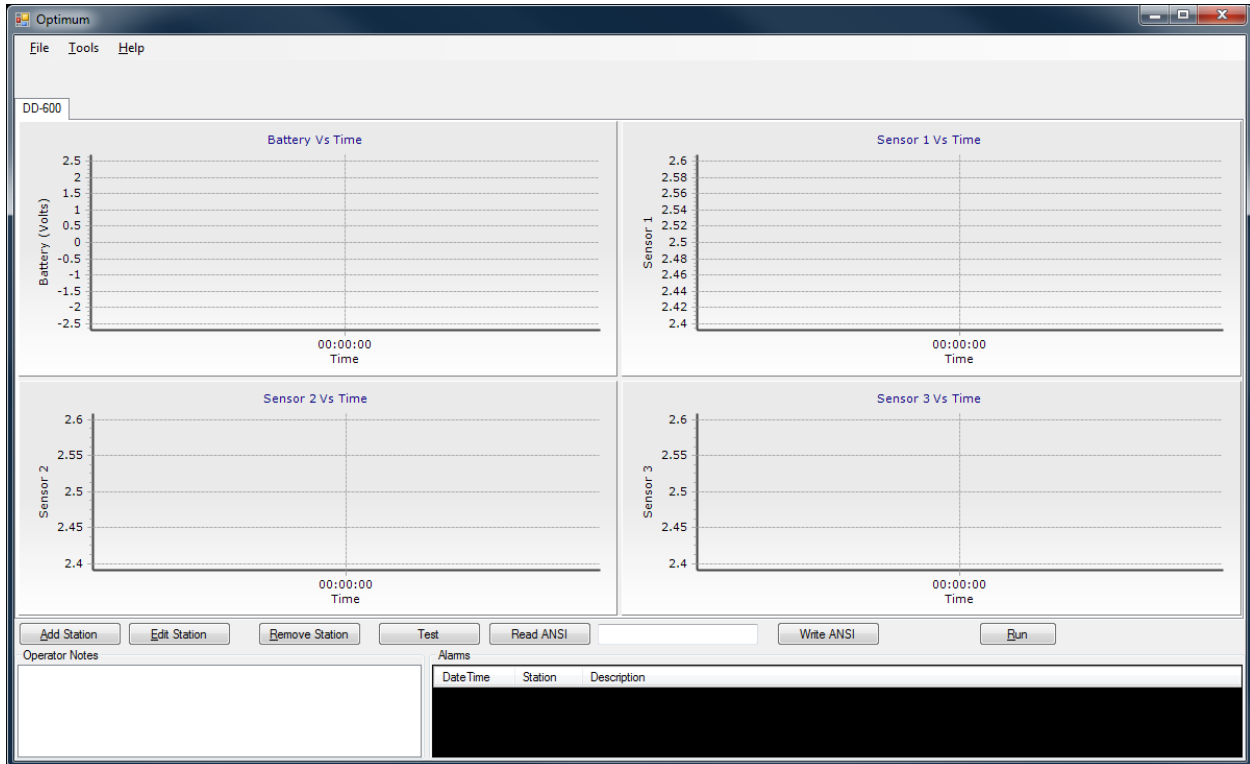 Optimum
File Tools Help
DD-600
Battery Vs Time
2.5
2
1.5
1
0.5
0
-0.5
-1
-1.5
-2
-2.5
Battery (Volts)
00:00:00
Time
Sensor 1 Vs Time
2.6
2.58
2.56
2.54
2.52
2.5
2.48
2.46
2.44
2.42
2.4
Sensor 1
00:00:00
Time
Sensor 2 Vs Time
2.6
2.55
2.5
2.45
2.4
Sensor 2
00:00:00
Time
Sensor 3 Vs Time
2.6
2.55
2.5
2.45
2.4
Sensor 3
00:00:00
Time
Add Station Edit Station Remove Station Test Read ANSI Write ANSI Run
Operator Notes
Alarms
DateTime Station Description